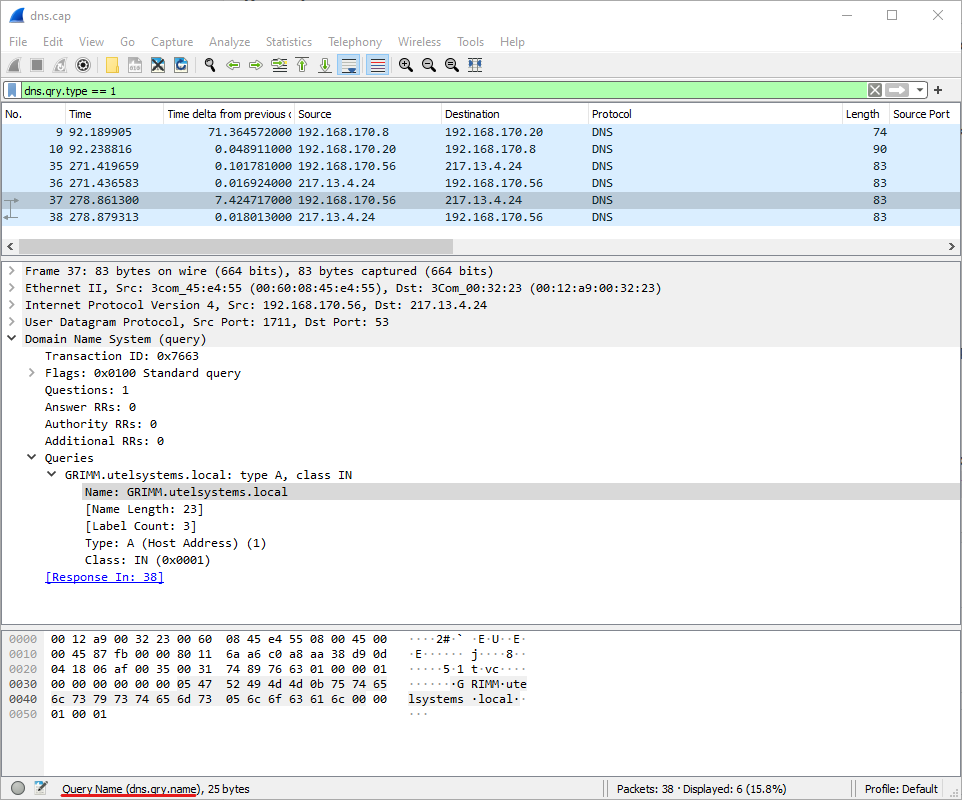 dns.cap
File Edit View Go Capture Analyze Statistics Telephony Wireless Tools Help
dns.qry.type == 1
No. Time Time delta from previous c Source Destination Protocol Length Source Port
9 92.189905 71.364572000 192.168.170.8 192.168.170.20 DNS 74
10 92.238816 0.048911000 192.168.170.20 192.168.170.8 DNS 90
35 271.419659 0.101781000 192.168.170.56 217.13.4.24 DNS 83
36 271.436583 0.016924000 217.13.4.24 192.168.170.56 DNS 83
37 278.861300 7.424717000 192.168.170.56 217.13.4.24 DNS 83
38 278.879313 0.018013000 217.13.4.24 192.168.170.56 DNS 83
Frame 37: 83 bytes on wire (664 bits), 83 bytes captured (664 bits)
Ethernet II, Src: 3com_45:e4:55 (00:60:08:45:e4:55), Dst: 3Com_00:32:23 (00:12:a9:00:32:23)
Internet Protocol Version 4, Src: 192.168.170.56, Dst: 217.13.4.24
User Datagram Protocol, Src Port: 1711, Dst Port: 53
Domain Name System (query)
Transaction ID: 0x7663
Flags: 0x0100 Standard query
Questions: 1
Answer RRs: 0
Authority RRs: 0
Additional RRs: 0
Queries
GRIMM.utelsystems.local: type A, class IN
Name: GRIMM.utelsystems.local
[Name Length: 23]
[Label Count: 3]
Type: A (Host Address) (1)
Class: IN (0x0001)
[Response In: 38]
0000 00 12 a9 00 32 23 00 60 08 45 e4 55 08 00 45 00 ····2#·` ·E·U··E·
0010 00 45 87 fb 00 00 80 11 6a a6 c0 a8 aa 38 d9 0d ·E······ j····8··
0020 04 18 06 af 00 35 00 31 74 89 76 63 01 00 00 01 ·····5·1 t·vc····
0030 00 00 00 00 00 00 05 47 52 49 4d 4d 0b 75 74 65 ·······G RIMM·ute
0040 6c 73 79 73 74 65 6d 73 05 6c 6f 63 61 6c 00 00 lsystems ·local··
0050 01 00 01 ···
Query Name (dns.qry.name), 25 bytes Packets: 38 · Displayed: 6 (15.8%) Profile: Default